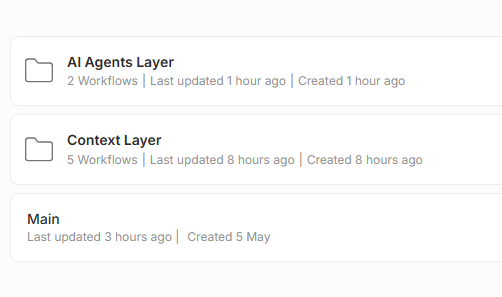 AI Agents Layer
2 Workflows | Last updated 1 hour ago | Created 1 hour ago
Context Layer
5 Workflows | Last updated 8 hours ago | Created 8 hours ago
Main
Last updated 3 hours ago | Created 5 May